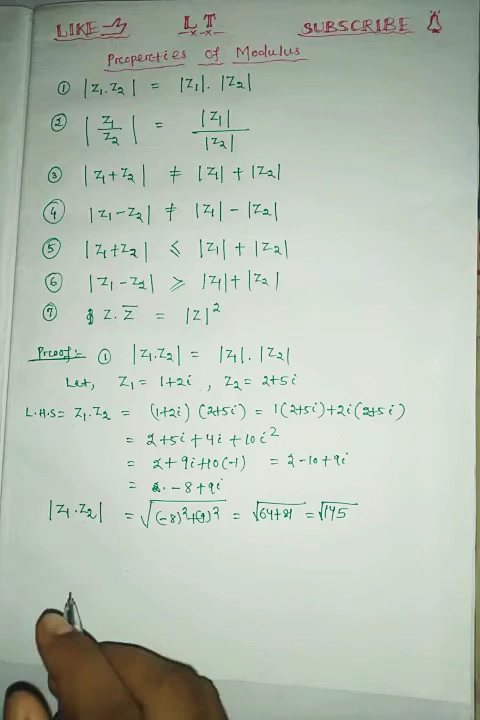 LIKE LT SUBSCRIBE
Prcopercties of Modulus
① |z₁.z₂| = |z₁|.|z₂|
② |z₁/z₂| = |z₁|/|z₂|
③ |z₁+z₂| ≠ |z₁|+|z₂|
④ |z₁-z₂| ≠ |z₁|-|z₂|
⑤ |z₁+z₂| ≤ |z₁|+|z₂|
⑥ |z₁-z₂| ≥ |z₁|+|z₂|
⑦ z.z̅ = |z|²
Prcoof:- ① |z₁.z₂| = |z₁|.|z₂|
Let, z₁ = 1+2i , z₂ = 2+5i
L.H.S = z₁.z₂ = (1+2i)(2+5i) = 1(2+5i)+2i(2+5i)
= 2+5i+4i+10i²
= 2+9i+10(-1) = 2-10+9i
= -8+9i
|z₁.z₂| = √(-8)²+(9)² = √64+81 = √145